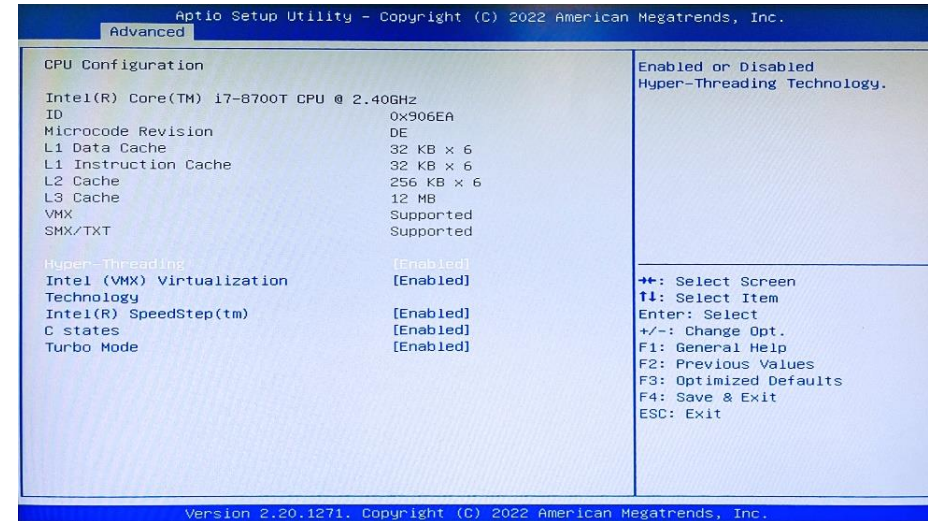 Aptio Setup Utility – Copyright (C) 2022 American Megatrends, Inc.
Advanced
CPU Configuration
Intel(R) Core(TM) i7-8700T CPU @ 2.40GHz
ID 0x906EA
Microcode Revision DE
L1 Data Cache 32 KB x 6
L1 Instruction Cache 32 KB x 6
L2 Cache 256 KB x 6
L3 Cache 12 MB
VMX Supported
SMX/TXT Supported
Hyper-Threading [Enabled]
Intel (VMX) Virtualization [Enabled]
Technology
Intel(R) SpeedStep(tm) [Enabled]
C states [Enabled]
Turbo Mode [Enabled]
Enabled or Disabled
Hyper-Threading Technology.
→←: Select Screen
↑↓: Select Item
Enter: Select
+/-: Change Opt.
F1: General Help
F2: Previous Values
F3: Optimized Defaults
F4: Save & Exit
ESC: Exit
Version 2.20.1271. Copyright (C) 2022 American Megatrends, Inc.